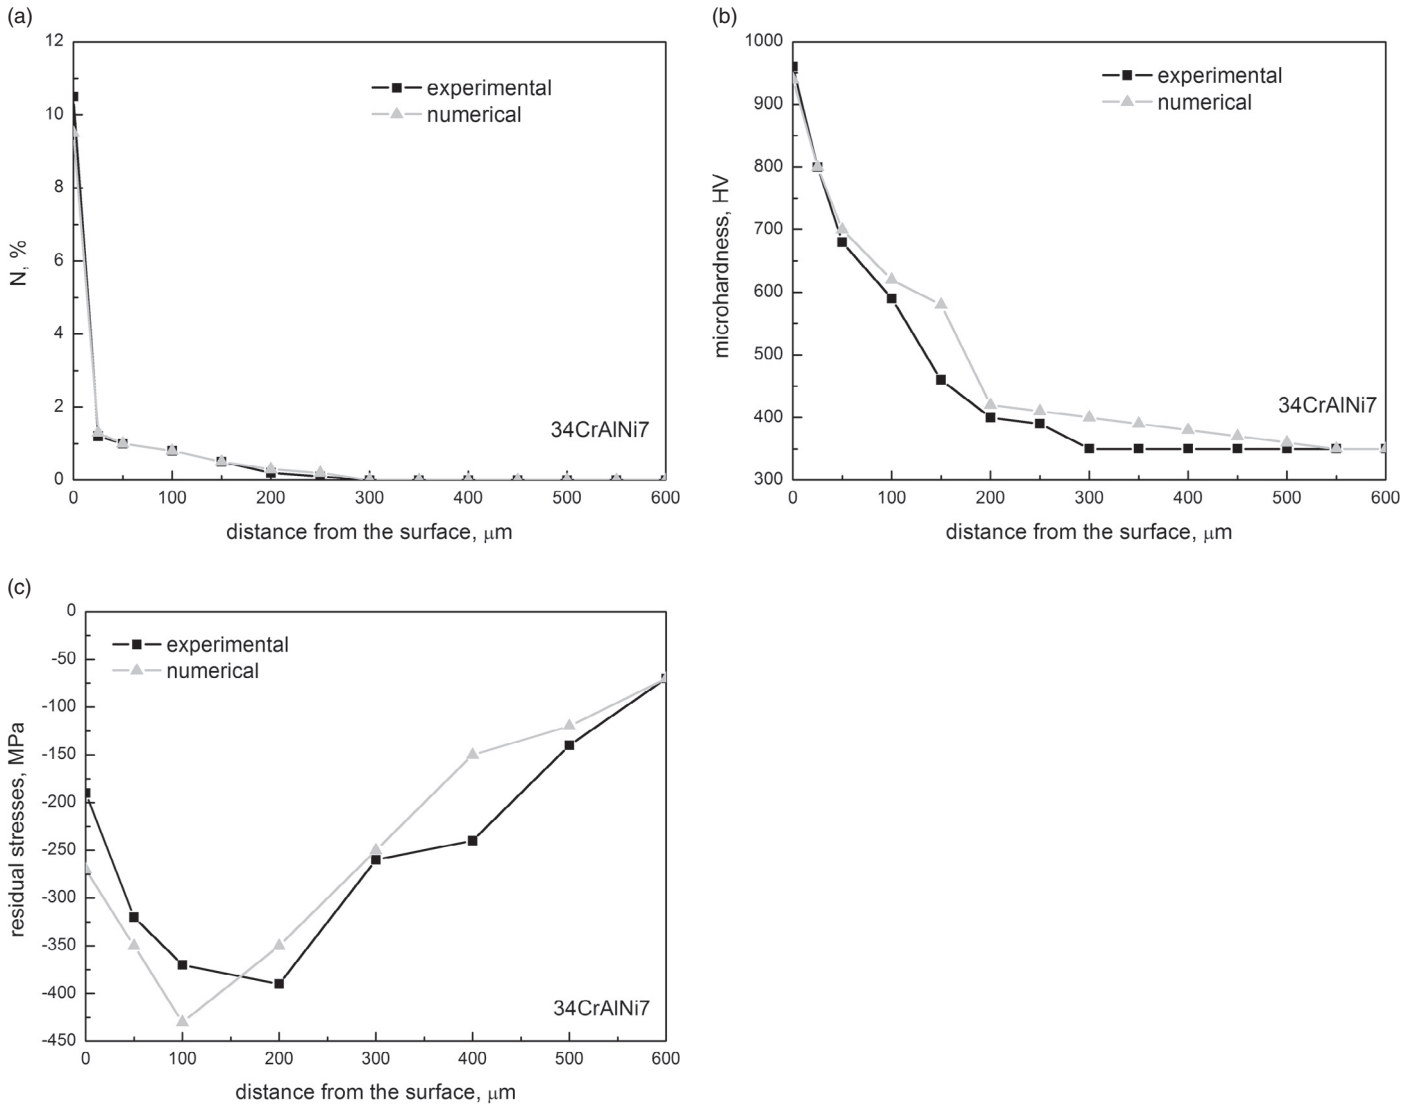 (a)
12
10
8
6
4
2
0
N, %
experimental
numerical
34CrAlNi7
0 100 200 300 400 500 600
distance from the surface, μm
(b)
1000
900
800
700
600
500
400
300
microhardness, HV
experimental
numerical
34CrAlNi7
0 100 200 300 400 500 600
distance from the surface, μm
(c)
0
-50
-100
-150
-200
-250
-300
-350
-400
-450
residual stresses, MPa
experimental
numerical
34CrAlNi7
0 100 200 300 400 500 600
distance from the surface, μm